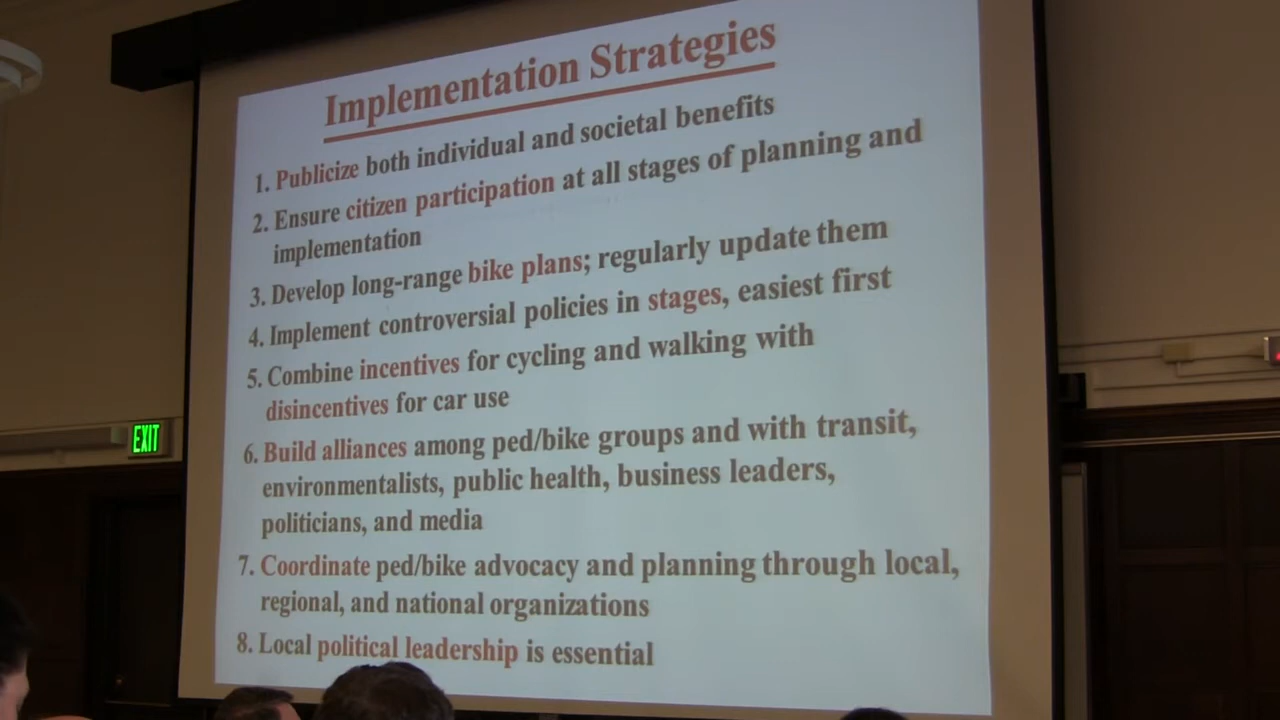 Implementation Strategies
1. Publicize both individual and societal benefits
2. Ensure citizen participation at all stages of planning and
implementation
3. Develop long-range bike plans; regularly update them
4. Implement controversial policies in stages, easiest first
5. Combine incentives for cycling and walking with
disincentives for car use
6. Build alliances among ped/bike groups and with transit,
environmentalists, public health, business leaders,
politicians, and media
7. Coordinate ped/bike advocacy and planning through local,
regional, and national organizations
8. Local political leadership is essential
EXIT